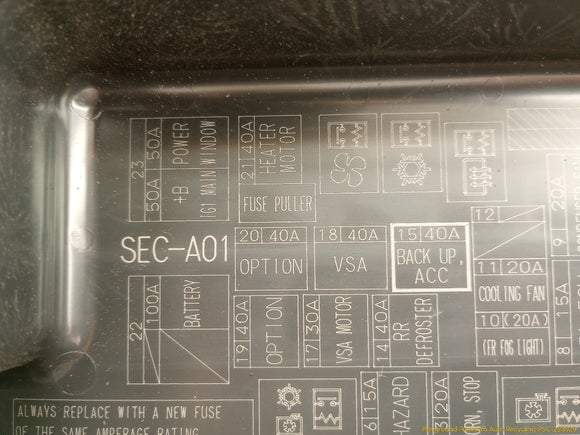 23
50A 50A
+B POWER
IG1 MAIN WINDOW
21 40A
HEATER
MOTOR
FUSE PULLER
SEC-A01
20 40A
OPTION
18 40A
VSA
15 40A
BACK UP,
ACC
12
11 20A
COOLING FAN
10 (20A)
(FR FOG LIGHT)
9 20A
8 15A
22 100A
BATTERY
19 40A
OPTION
17 30A
VSA MOTOR
14 40A
RR
DEFROSTER
6 15A
HAZARD
3 20A
RN, STOP
ALWAYS REPLACE WITH A NEW FUSE
OF THE SAME AMPERAGE RATING